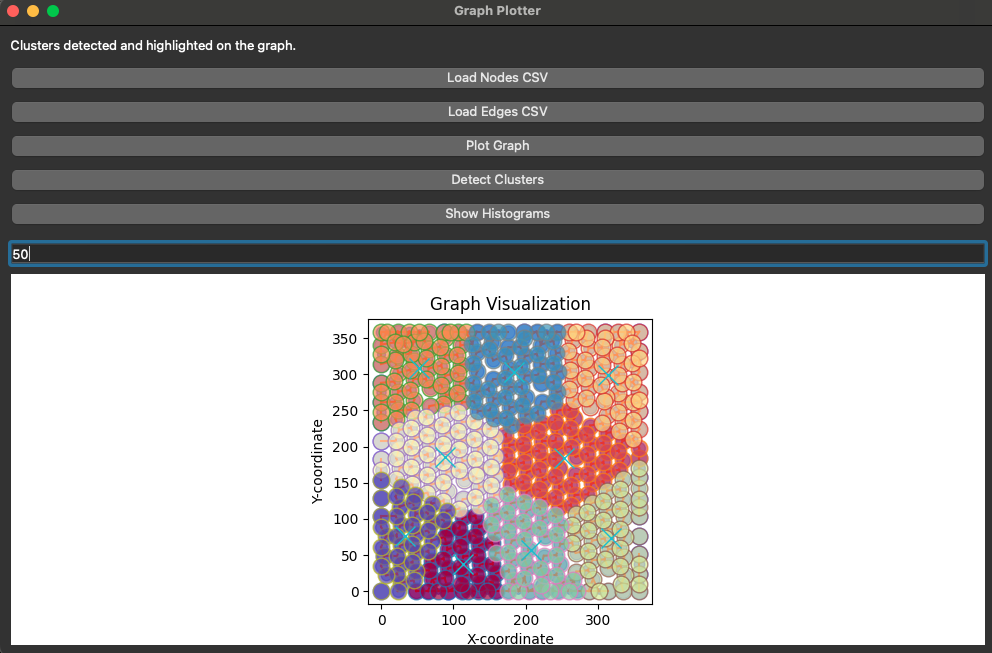 Graph Plotter
Clusters detected and highlighted on the graph.
Load Nodes CSV
Load Edges CSV
Plot Graph
Detect Clusters
Show Histograms
50
Graph Visualization
350
300
250
200
150
100
50
0
Y-coordinate
0 100 200 300
X-coordinate